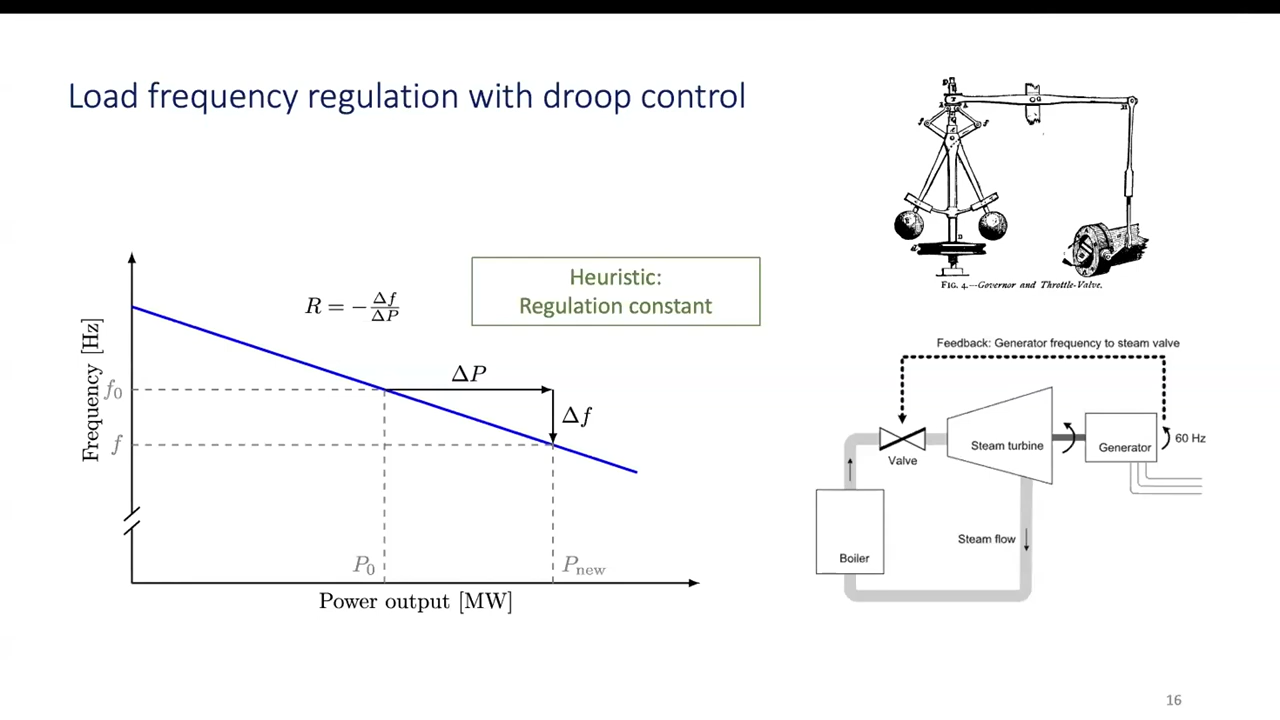 Load frequency regulation with droop control
Heuristic:
Regulation constant
R = −Δf/ΔP
Frequency [Hz]
f₀
f
ΔP
Δf
P₀
Pnew
Power output [MW]
FIG. 4.—Governor and Throttle-Valve.
Feedback: Generator frequency to steam valve
Valve
Steam turbine
Generator
60 Hz
Steam flow
Boiler
16